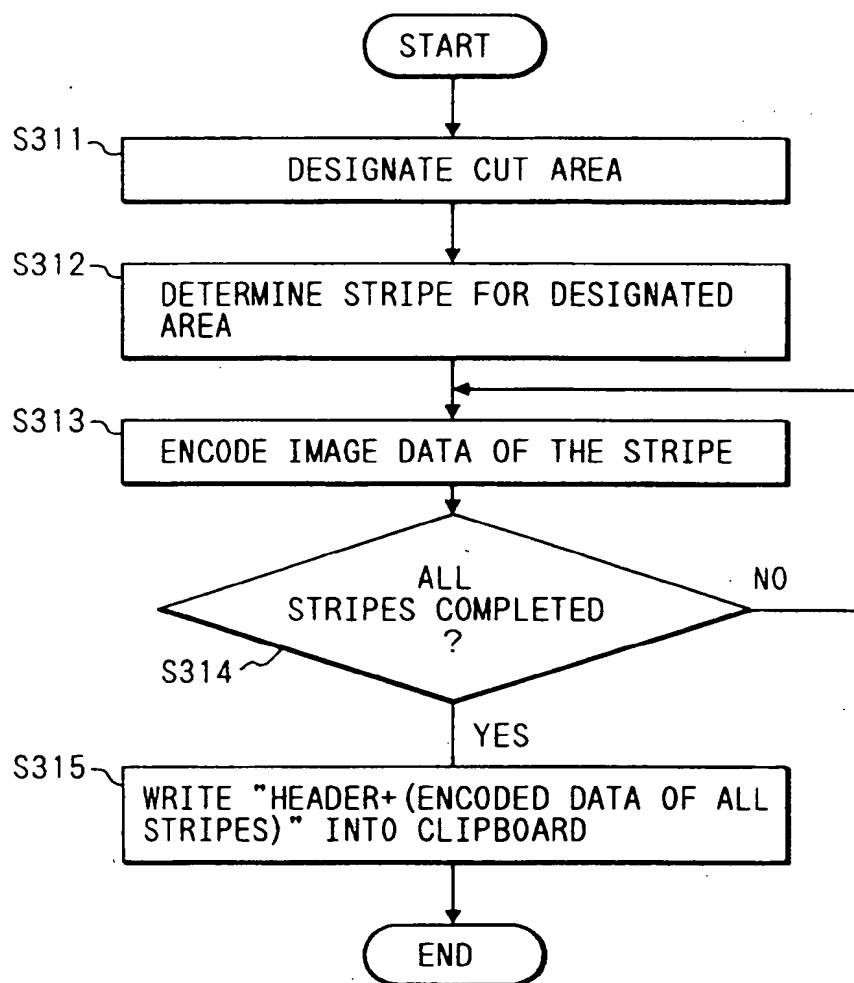 START
S311
DESIGNATE CUT AREA
S312
DETERMINE STRIPE FOR DESIGNATED
AREA
S313
ENCODE IMAGE DATA OF THE STRIPE
ALL
STRIPES COMPLETED
?
NO
S314
YES
S315
WRITE "HEADER+(ENCODED DATA OF ALL
STRIPES)" INTO CLIPBOARD
END